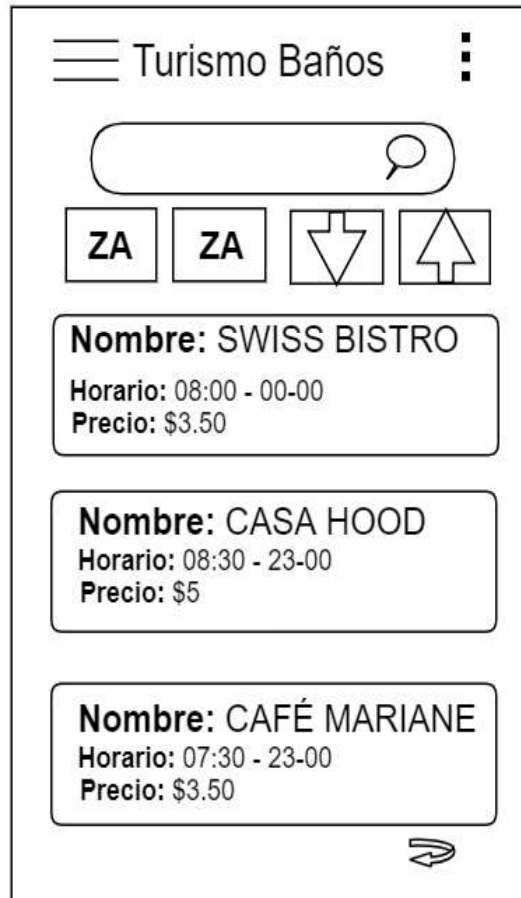 Turismo Baños
ZA ZA
Nombre: SWISS BISTRO
Horario: 08:00 - 00-00
Precio: $3.50
Nombre: CASA HOOD
Horario: 08:30 - 23-00
Precio: $5
Nombre: CAFÉ MARIANE
Horario: 07:30 - 23-00
Precio: $3.50